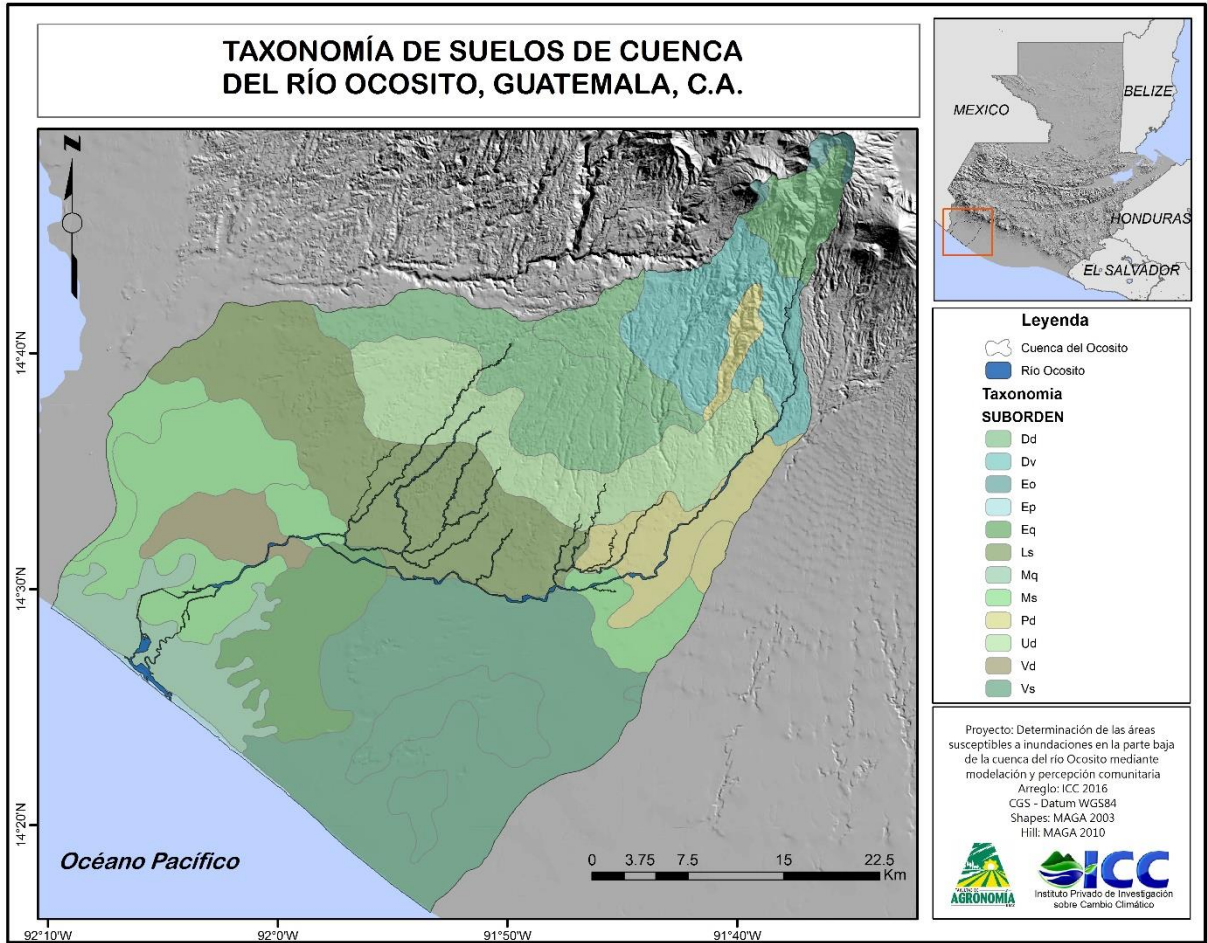 TAXONOMÍA DE SUELOS DE CUENCA
DEL RÍO OCOSITO, GUATEMALA, C.A.
N
14°40'N
14°30'N
14°20'N
Océano Pacífico
0 3.75 7.5 15 22.5
Km
92°10'W 92°0'W 91°50'W 91°40'W
MEXICO
BELIZE
HONDURAS
EL SALVADOR
Leyenda
Cuenca del Ocosito
Río Ocosito
Taxonomia
SUBORDEN
Dd
Dv
Eo
Ep
Eq
Ls
Mq
Ms
Pd
Ud
Vd
Vs
Proyecto: Determinación de las áreas
susceptibles a inundaciones en la parte baja
de la cuenca del río Ocosito mediante
modelación y percepción comunitaria
Arreglo: ICC 2016
CGS - Datum WGS84
Shapes: MAGA 2003
Hill: MAGA 2010
FACULTAD DE
AGRONOMÍA
ICC
Instituto Privado de Investigación
sobre Cambio Climático